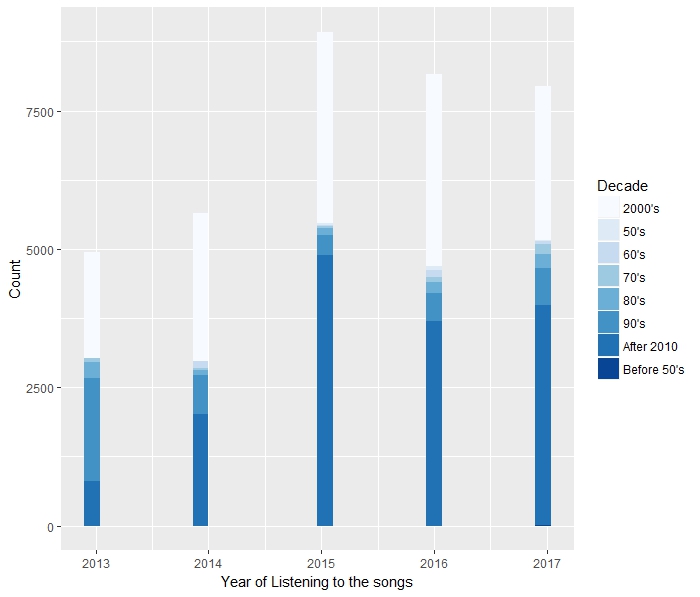 7500
5000
2500
0
Count
2013 2014 2015 2016 2017
Year of Listening to the songs
Decade
2000's
50's
60's
70's
80's
90's
After 2010
Before 50's